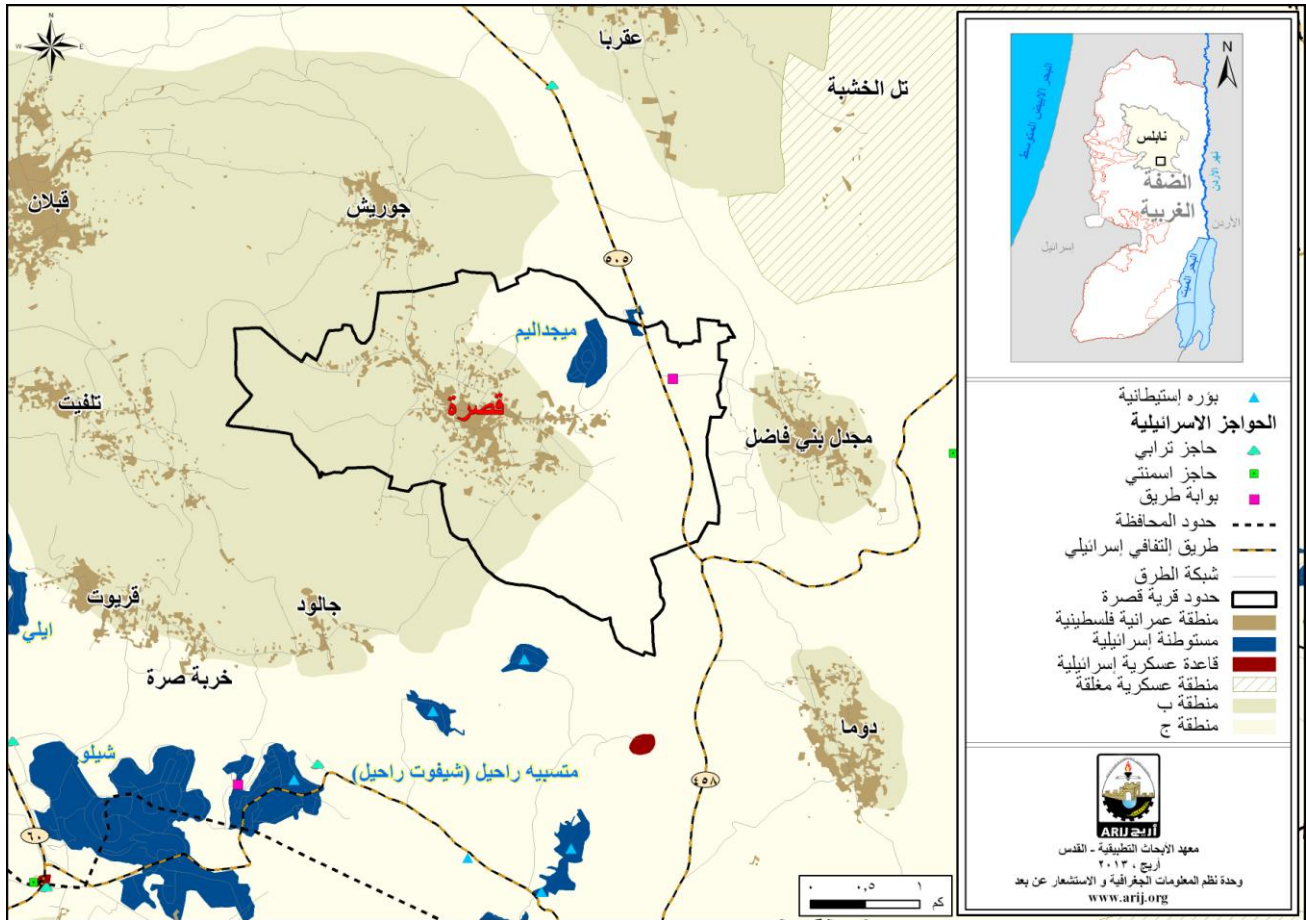 عقربا
تل الخشبة
قبلان
جوريش
٥٠٥
ميجداليم
تلفيت
قصرة
مجدل بني فاضل
قريوت
جالود
ايلي
خربة صرة
دوما
شيلو
متسبيه راحيل (شيفوت راحيل)
٤٥٨
٦٠
٠ ٠,٥ ١
كم
N
البحر الابيض المتوسط
نابلس
نهر الأردن
الضفة
الغربية
الأردن
إسرائيل
البحر الميت
بؤره إستيطانية
الحواجز الاسرائيلية
حاجز ترابي
حاجز اسمنتي
بوابة طريق
حدود المحافظة
طريق إلتفافي إسرائيلي
شبكة الطرق
حدود قرية قصرة
منطقة عمرانية فلسطينية
مستوطنة إسرائيلية
قاعدة عسكرية إسرائيلية
منطقة عسكرية مغلقة
منطقة ب
منطقة ج
ARIJ أريج
معهد الأبحاث التطبيقية - القدس
أريج ، ٢٠١٣
وحدة نظم المعلومات الجغرافية و الاستشعار عن بعد
www.arij.org